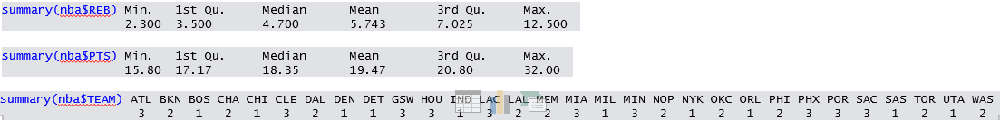 summary(nba$REB) Min. 1st Qu. Median Mean 3rd Qu. Max.
2.300 3.500 4.700 5.743 7.025 12.500
summary(nba$PTS) Min. 1st Qu. Median Mean 3rd Qu. Max.
15.80 17.17 18.35 19.47 20.80 32.00
summary(nba$TEAM) ATL BKN BOS CHA CHI CLE DAL DEN DET GSW HOU IND LAC LAL MEM MIA MIL MIN NOP NYK OKC ORL PHI PHX POR SAC SAS TOR UTA WAS
3 2 1 2 1 3 2 1 1 3 3 1 3 2 2 3 1 3 2 1 2 1 2 3 3 3 1 2 1 2